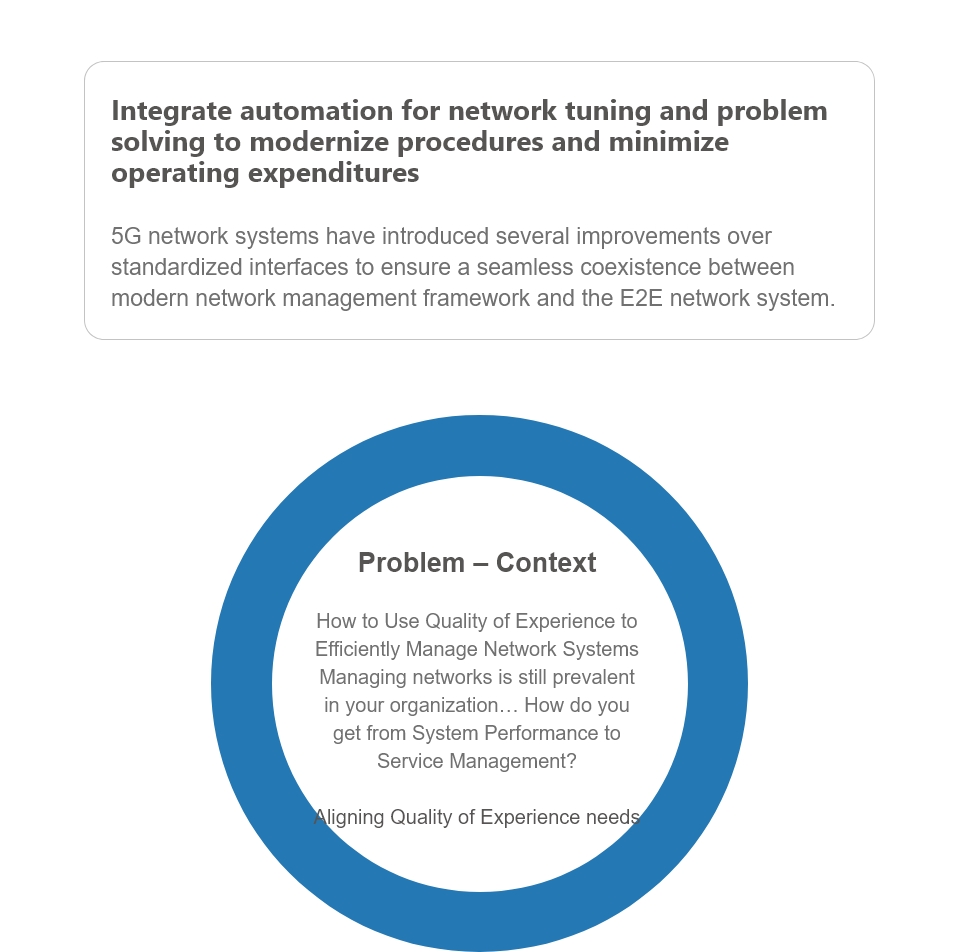 Integrate automation for network tuning and problem
solving to modernize procedures and minimize
operating expenditures
5G network systems have introduced several improvements over
standardized interfaces to ensure a seamless coexistence between
modern network management framework and the E2E network system.
Problem – Context
How to Use Quality of Experience to
Efficiently Manage Network Systems
Managing networks is still prevalent
in your organization… How do you
get from System Performance to
Service Management?
Aligning Quality of Experience needs